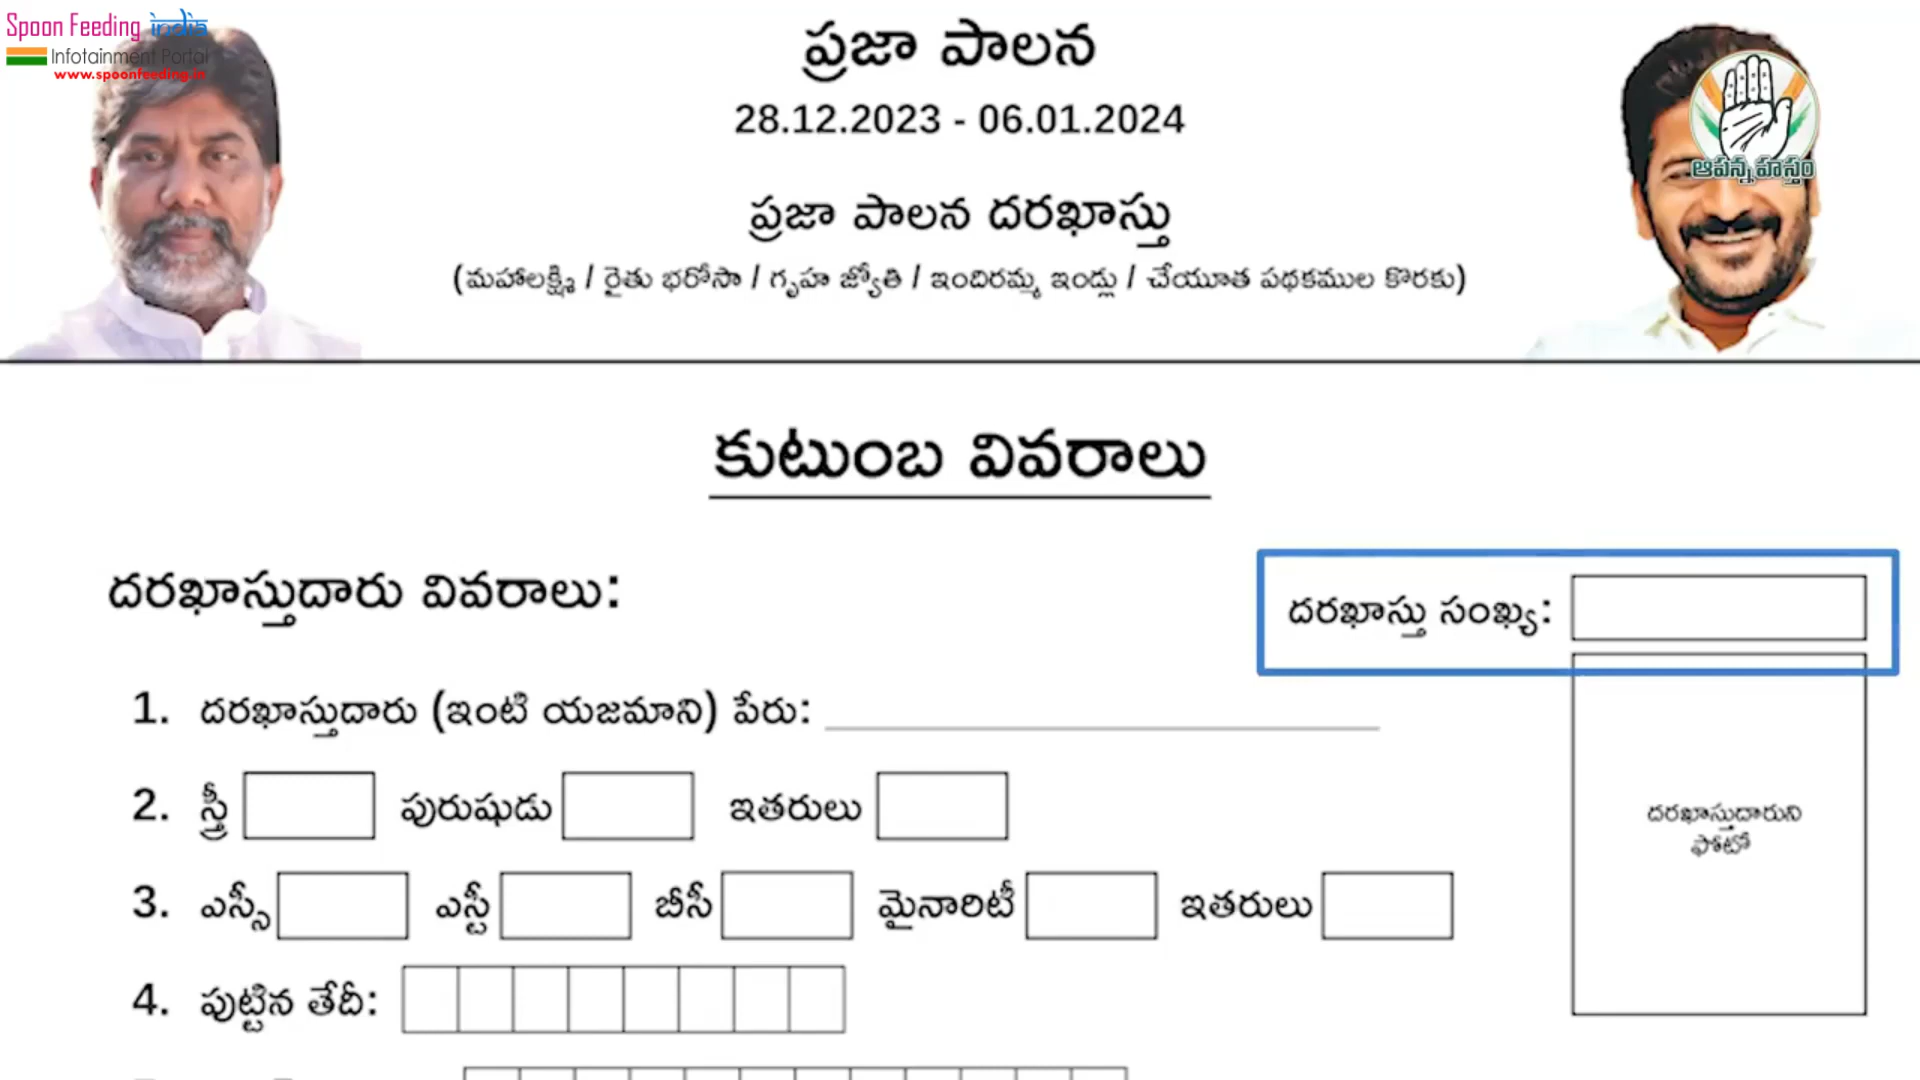 Spoon Feeding india
Infotainment Portal
www.spoonfeeding.in
ప్రజా పాలన
28.12.2023 - 06.01.2024
ఆపన్నహస్తం
ప్రజా పాలన దరఖాస్తు
(మహాలక్ష్మి / రైతు భరోసా / గృహ జ్యోతి / ఇందిరమ్మ ఇండ్లు / చేయూత పథకముల కొరకు)
కుటుంబ వివరాలు
దరఖాస్తుదారు వివరాలు:
దరఖాస్తు సంఖ్య:
1. దరఖాస్తుదారు (ఇంటి యజమాని) పేరు:
2. స్త్రీ పురుషుడు ఇతరులు
దరఖాస్తుదారుని
ఫోటో
3. ఎస్సీ ఎస్టీ బీసీ మైనారిటీ ఇతరులు
4. పుట్టిన తేదీ: